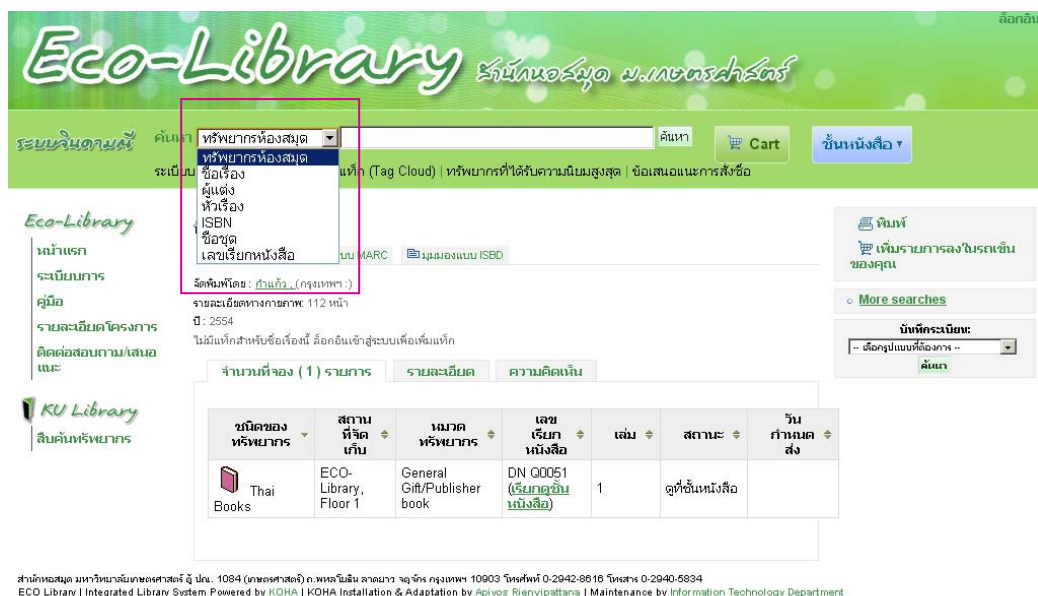 ล็อกอิน
Eco-Library สำนักหอสมุด ม.เกษตรศาสตร์
ระบบจินดามณี
ค้นหา ทรัพยากรห้องสมุด ค้นหา Cart ชั้นหนังสือ
ทรัพยากรห้องสมุด
ชื่อเรื่อง
ผู้แต่ง
หัวเรื่อง
ISBN
ชื่อชุด
เลขเรียกหนังสือ
ระเบีย แท็ก (Tag Cloud) | ทรัพยากรที่ได้รับความนิยมสูงสุด | ข้อเสนอแนะการสั่งซื้อ
Eco-Library
หน้าแรก
ระเบียบการ
คู่มือ
รายละเอียดโครงการ
ติดต่อสอบถาม/เสนอ
แนะ
KU Library
สืบค้นทรัพยากร
บบ MARC มุมมองแบบ ISBD
จัดพิมพ์โดย : ก้าแก้ว , (กรุงเทพฯ :)
รายละเอียดทางกายภาพ: 112 หน้า
ปี : 2554
ไม่มีแท็กสำหรับชื่อเรื่องนี้ ล็อกอินเข้าสู่ระบบเพื่อเพิ่มแท็ก
จำนวนที่จอง ( 1 ) รายการ รายละเอียด ความคิดเห็น
ชนิดของ
ทรัพยากร
สถาน
ที่จัด
เก็บ
หมวด
ทรัพยากร
เลข
เรียก
หนังสือ
เล่ม
สถานะ
วัน
กำหนด
ส่ง
Thai
Books
ECO-
Library,
Floor 1
General
Gift/Publisher
book
DN Q0051
(เรียกดูชั้น
หนังสือ)
1
ดูที่ชั้นหนังสือ
พิมพ์
เพิ่มรายการลงในรถเข็น
ของคุณ
More searches
บันทึกระเบียน:
-- เลือกรูปแบบที่ต้องการ --
ค้นหา
สำนักหอสมุด มหาวิทยาลัยเกษตรศาสตร์ ตู้ ปณ. 1084 (เกษตรศาสตร์) ถ.พหลโยธิน ลาดยาว จตุจักร กรุงเทพฯ 10903 โทรศัพท์ 0-2942-8616 โทรสาร 0-2940-5834
ECO Library | Integrated Library System Powered by KOHA | KOHA Installation & Adaptation by Apivos Rienvipattana | Maintenance by Information Technology Department